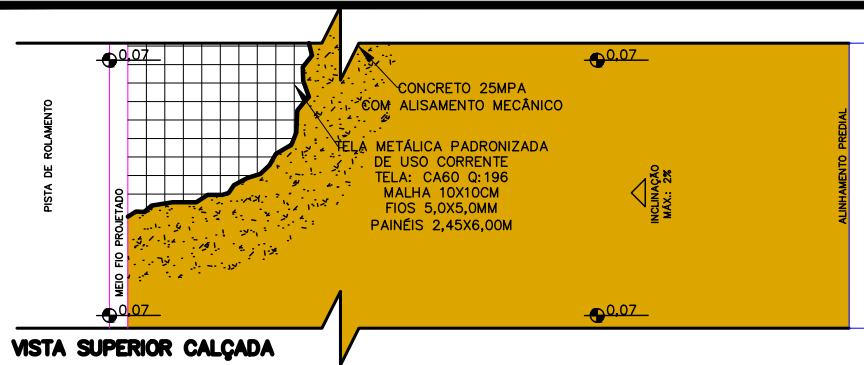 0,07
0,07
CONCRETO 25MPA
COM ALISAMENTO MECÂNICO
TELA METÁLICA PADRONIZADA
DE USO CORRENTE
TELA: CA60 Q:196
MALHA 10X10CM
FIOS 5,0X5,0MM
PAINÉIS 2,45X6,00M
PISTA DE ROLAMENTO
MEIO FIO PROJETADO
INCLINAÇÃO
MÁX.: 2%
ALINHAMENTO PREDIAL
0,07
0,07
VISTA SUPERIOR CALÇADA